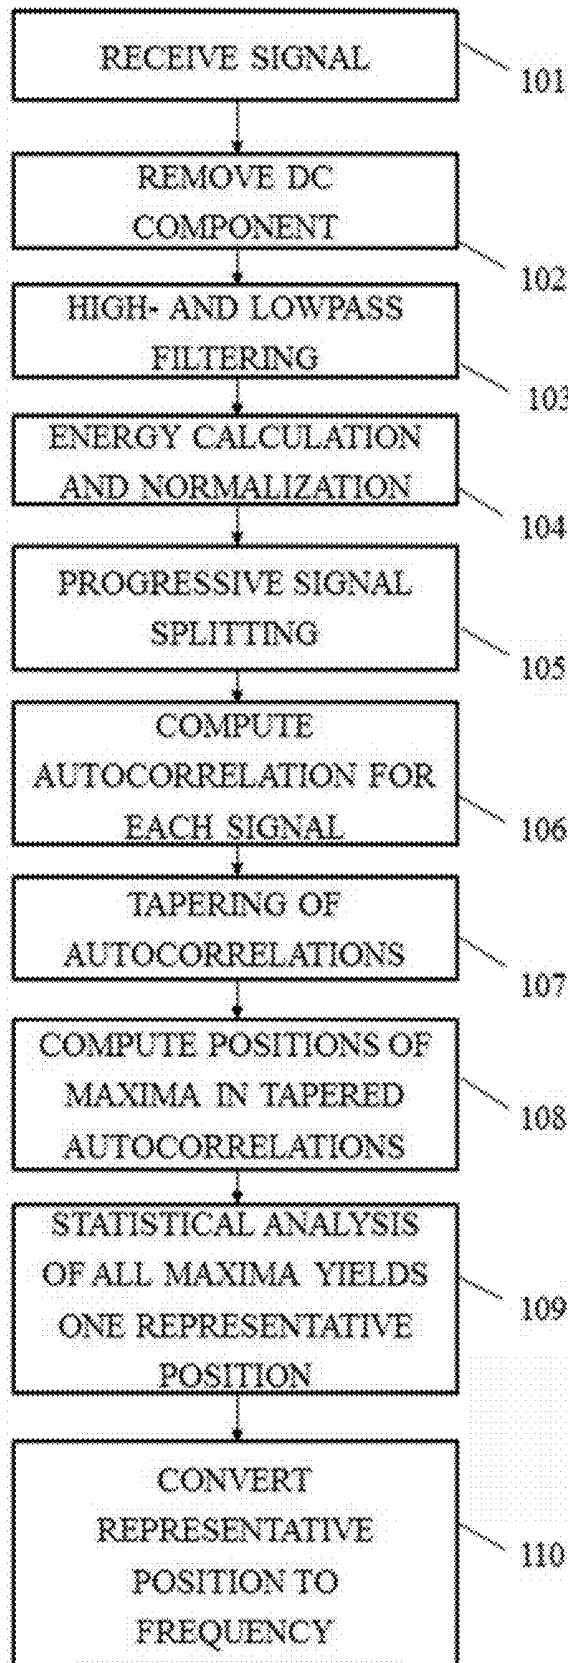 RECEIVE SIGNAL
101
REMOVE DC
COMPONENT
102
HIGH- AND LOWPASS
FILTERING
103
ENERGY CALCULATION
AND NORMALIZATION
104
PROGRESSIVE SIGNAL
SPLITTING
105
COMPUTE
AUTOCORRELATION FOR
EACH SIGNAL
106
TAPERING OF
AUTOCORRELATIONS
107
COMPUTE POSITIONS OF
MAXIMA IN TAPERED
AUTOCORRELATIONS
108
STATISTICAL ANALYSIS
OF ALL MAXIMA YIELDS
ONE REPRESENTATIVE
POSITION
109
CONVERT
REPRESENTATIVE
POSITION TO
FREQUENCY
110